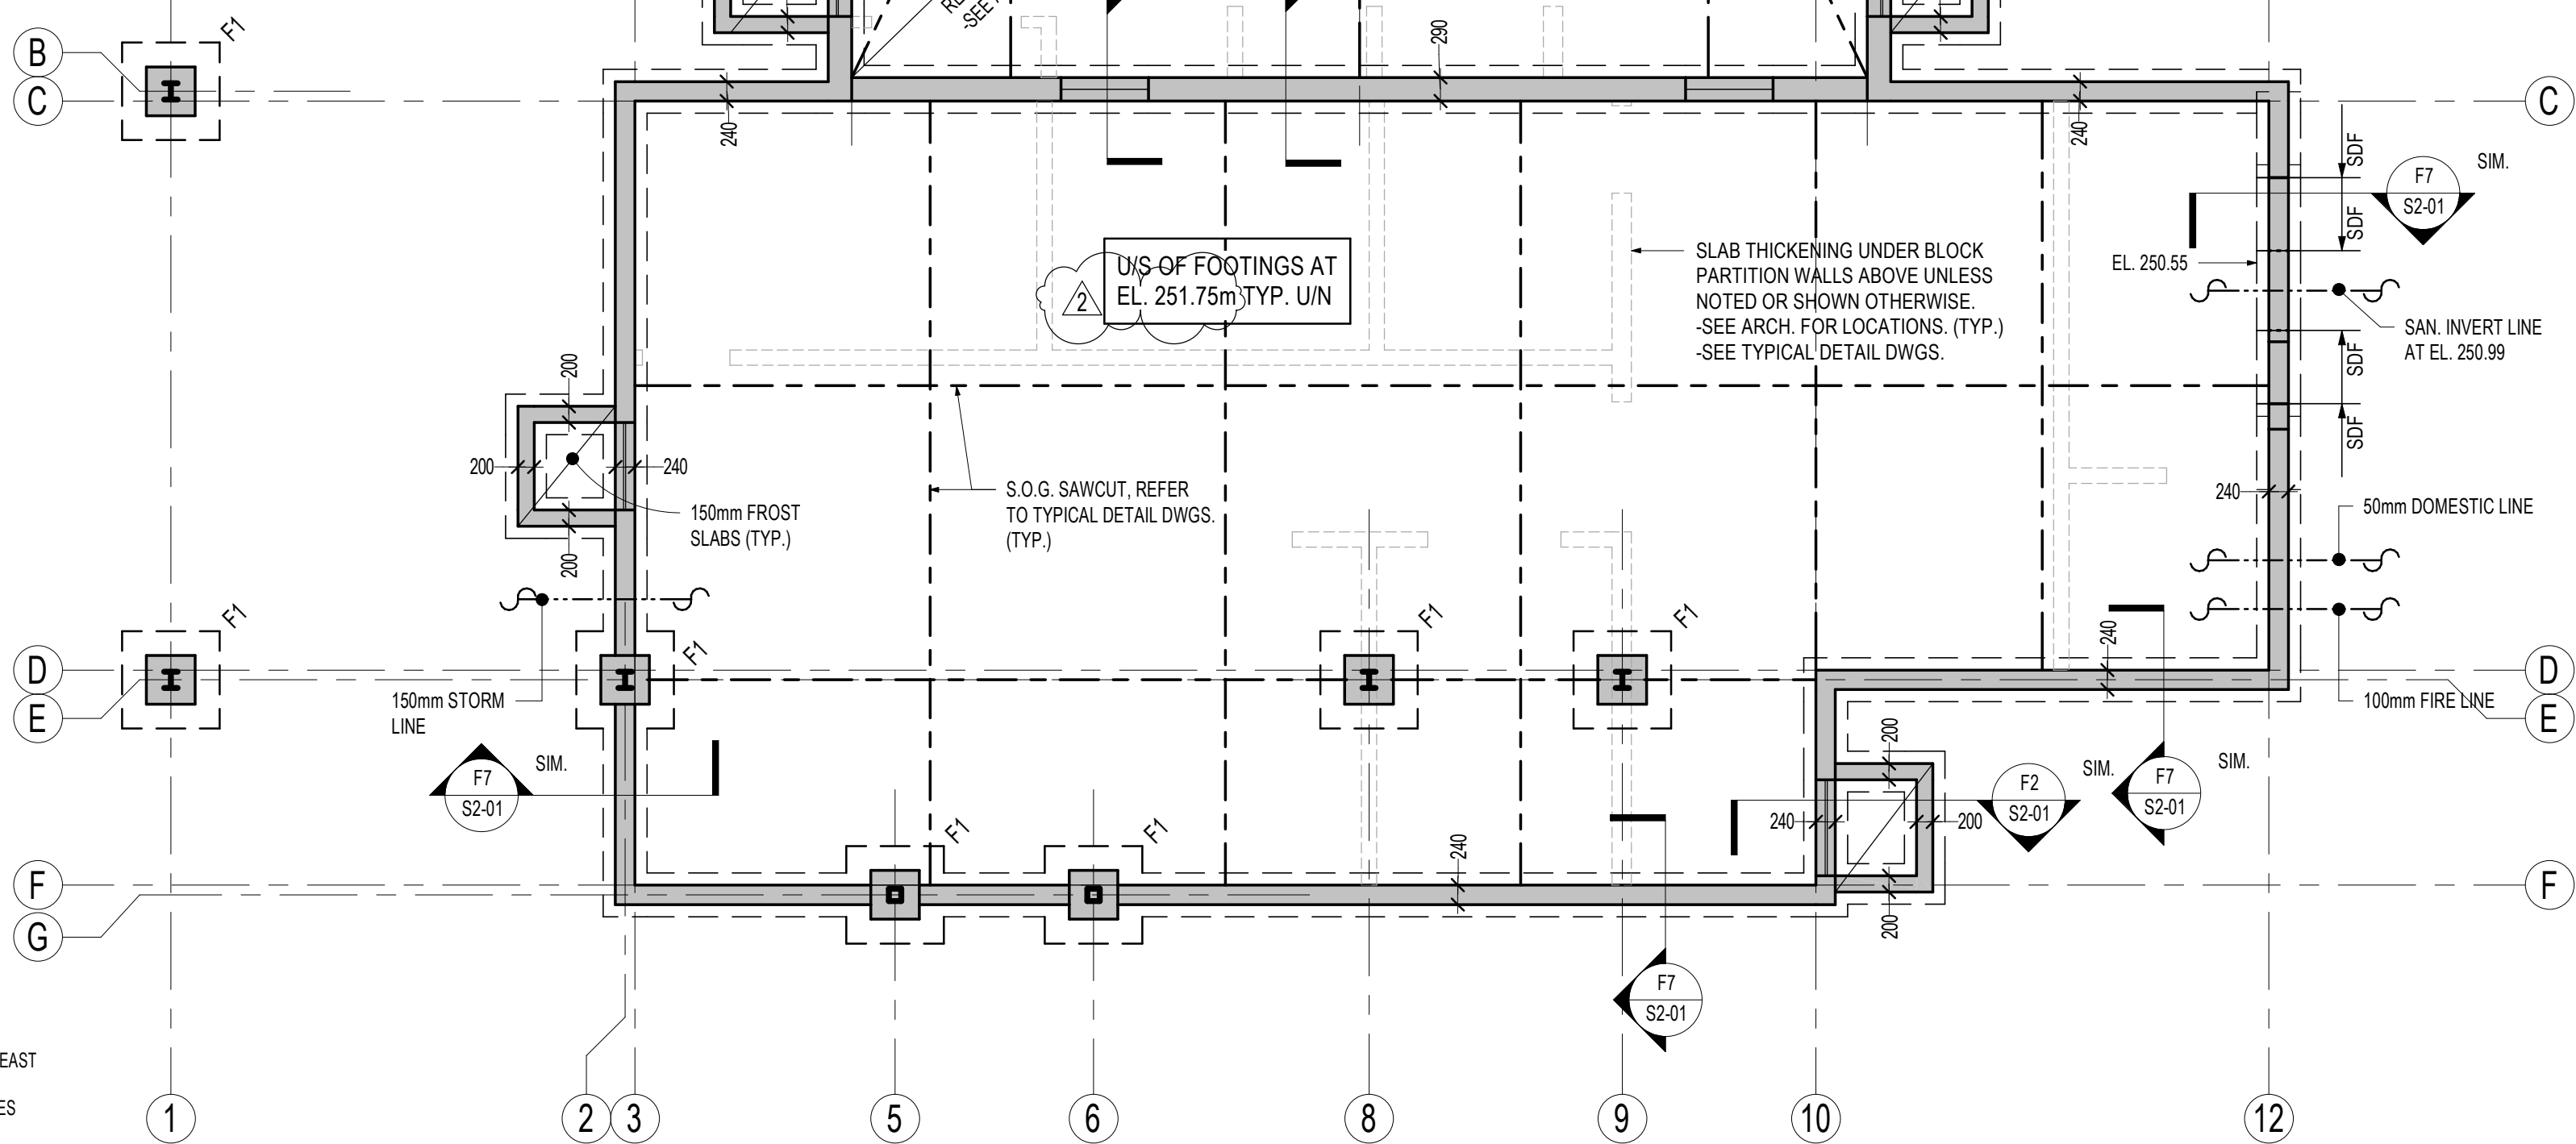 RE
-SEE
B
F1
C
C
290
240
240
SDF
SDF
F7
S2-01
SIM.
EL. 250.55
U/S OF FOOTINGS AT
EL. 251.75m TYP. U/N
2
SLAB THICKENING UNDER BLOCK
PARTITION WALLS ABOVE UNLESS
NOTED OR SHOWN OTHERWISE.
-SEE ARCH. FOR LOCATIONS. (TYP.)
-SEE TYPICAL DETAIL DWGS.
SAN. INVERT LINE
AT EL. 250.99
SDF
SDF
200
200
240
200
150mm FROST
SLABS (TYP.)
S.O.G. SAWCUT, REFER
TO TYPICAL DETAIL DWGS.
(TYP.)
240
50mm DOMESTIC LINE
F1
F1
F1
F1
240
D
E
D
E
150mm STORM
LINE
100mm FIRE LINE
200
F7
S2-01
SIM.
F2
S2-01
SIM.
F7
S2-01
SIM.
240
200
F1
F1
240
200
F
G
F
F7
S2-01
EAST
ES
1
2
3
5
6
8
9
10
12